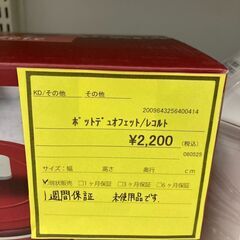 KD/その他 その他
2009643256400414
ポットデュオフェット/レコルト
¥2,200 (税込)
080525
サイズ:幅 高さ 奥行 cm
☑現状販売 □1ヶ月保証 □3ヶ月保証 □6ヶ月保証
1週間保証 未使用品です